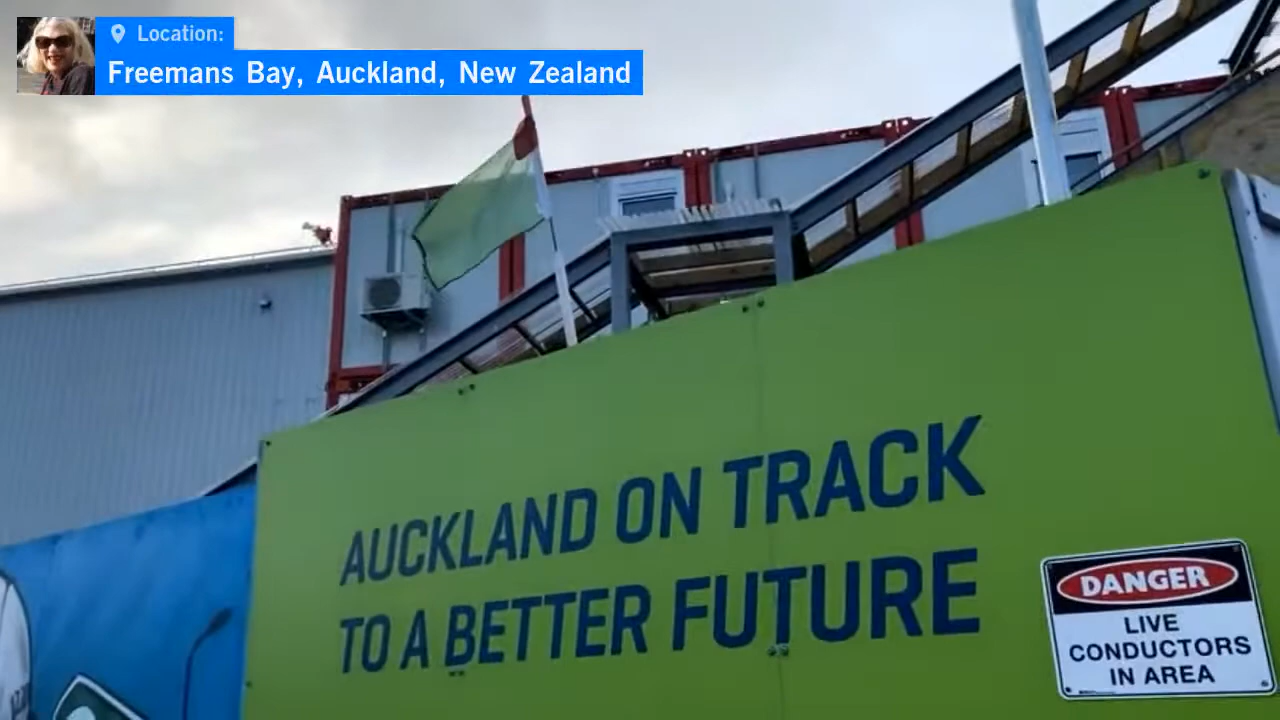 Location:
Freemans Bay, Auckland, New Zealand
AUCKLAND ON TRACK
TO A BETTER FUTURE
DANGER
LIVE
CONDUCTORS
IN AREA